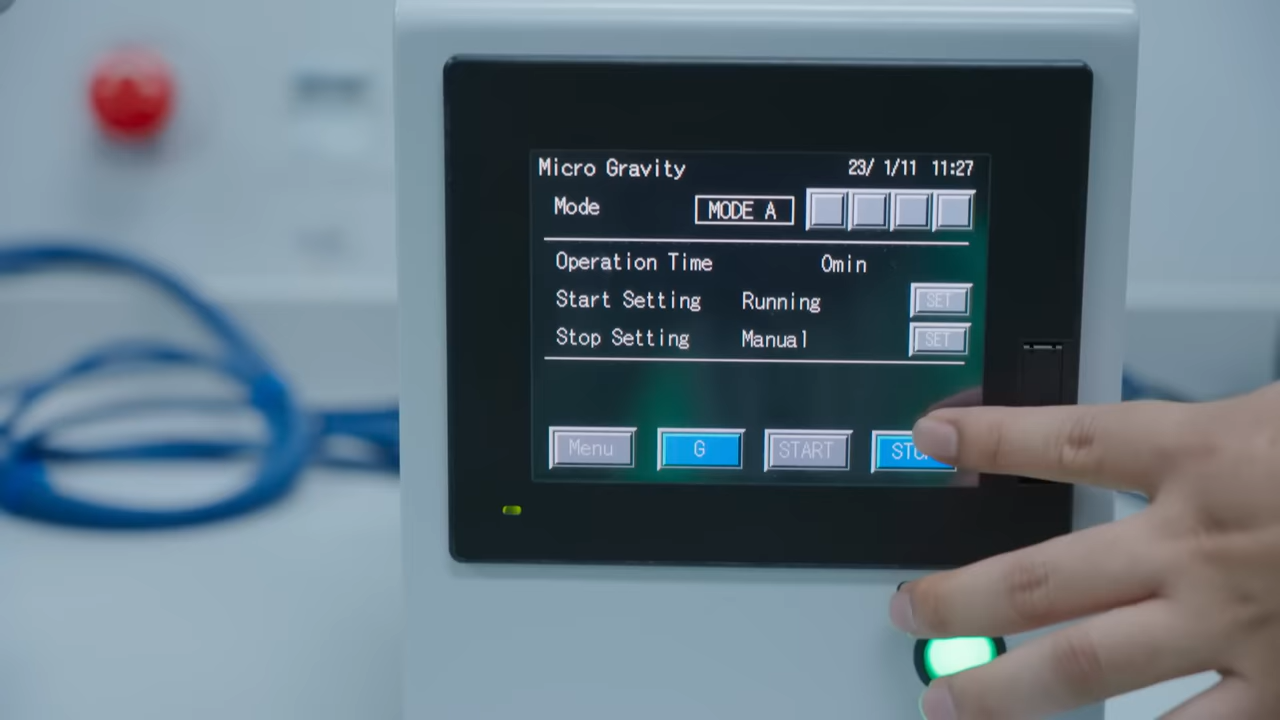 Micro Gravity 23/ 1/11 11:27
Mode MODE A
Operation Time 0min
Start Setting Running SET
Stop Setting Manual SET
Menu G START